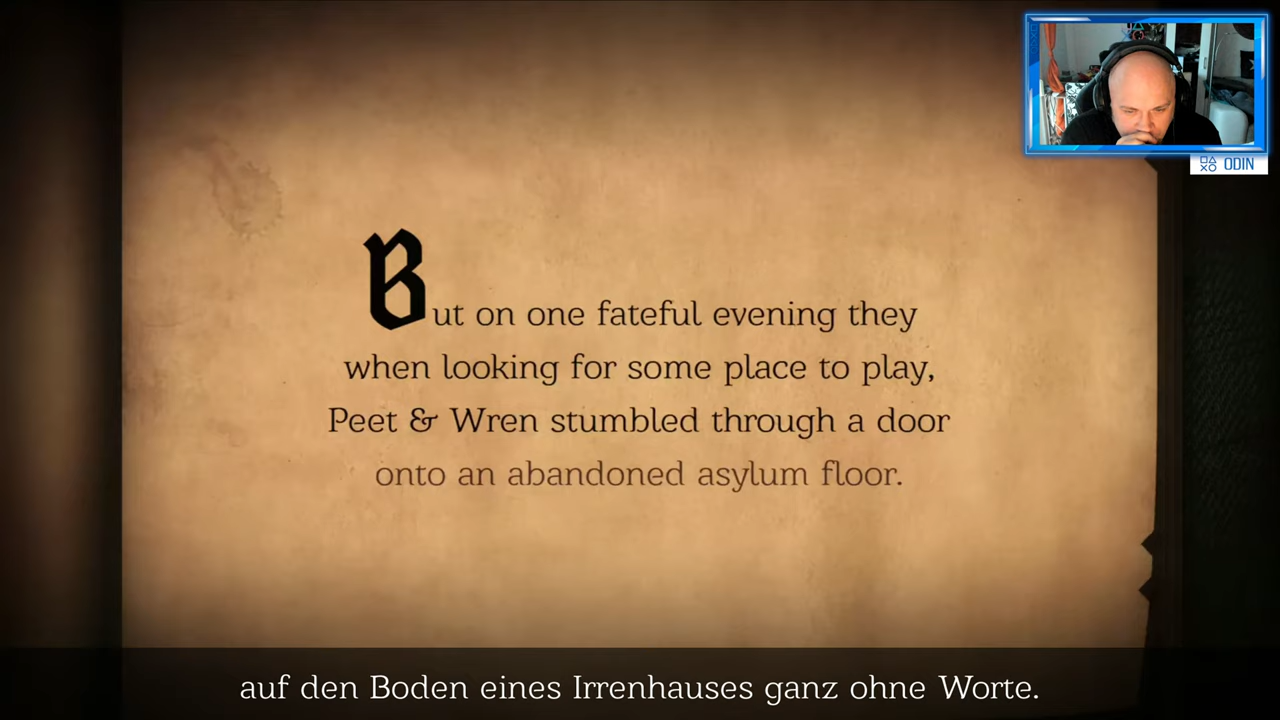 ODIN
But on one fateful evening they
when looking for some place to play,
Peet & Wren stumbled through a door
onto an abandoned asylum floor.
auf den Boden eines Irrenhauses ganz ohne Worte.